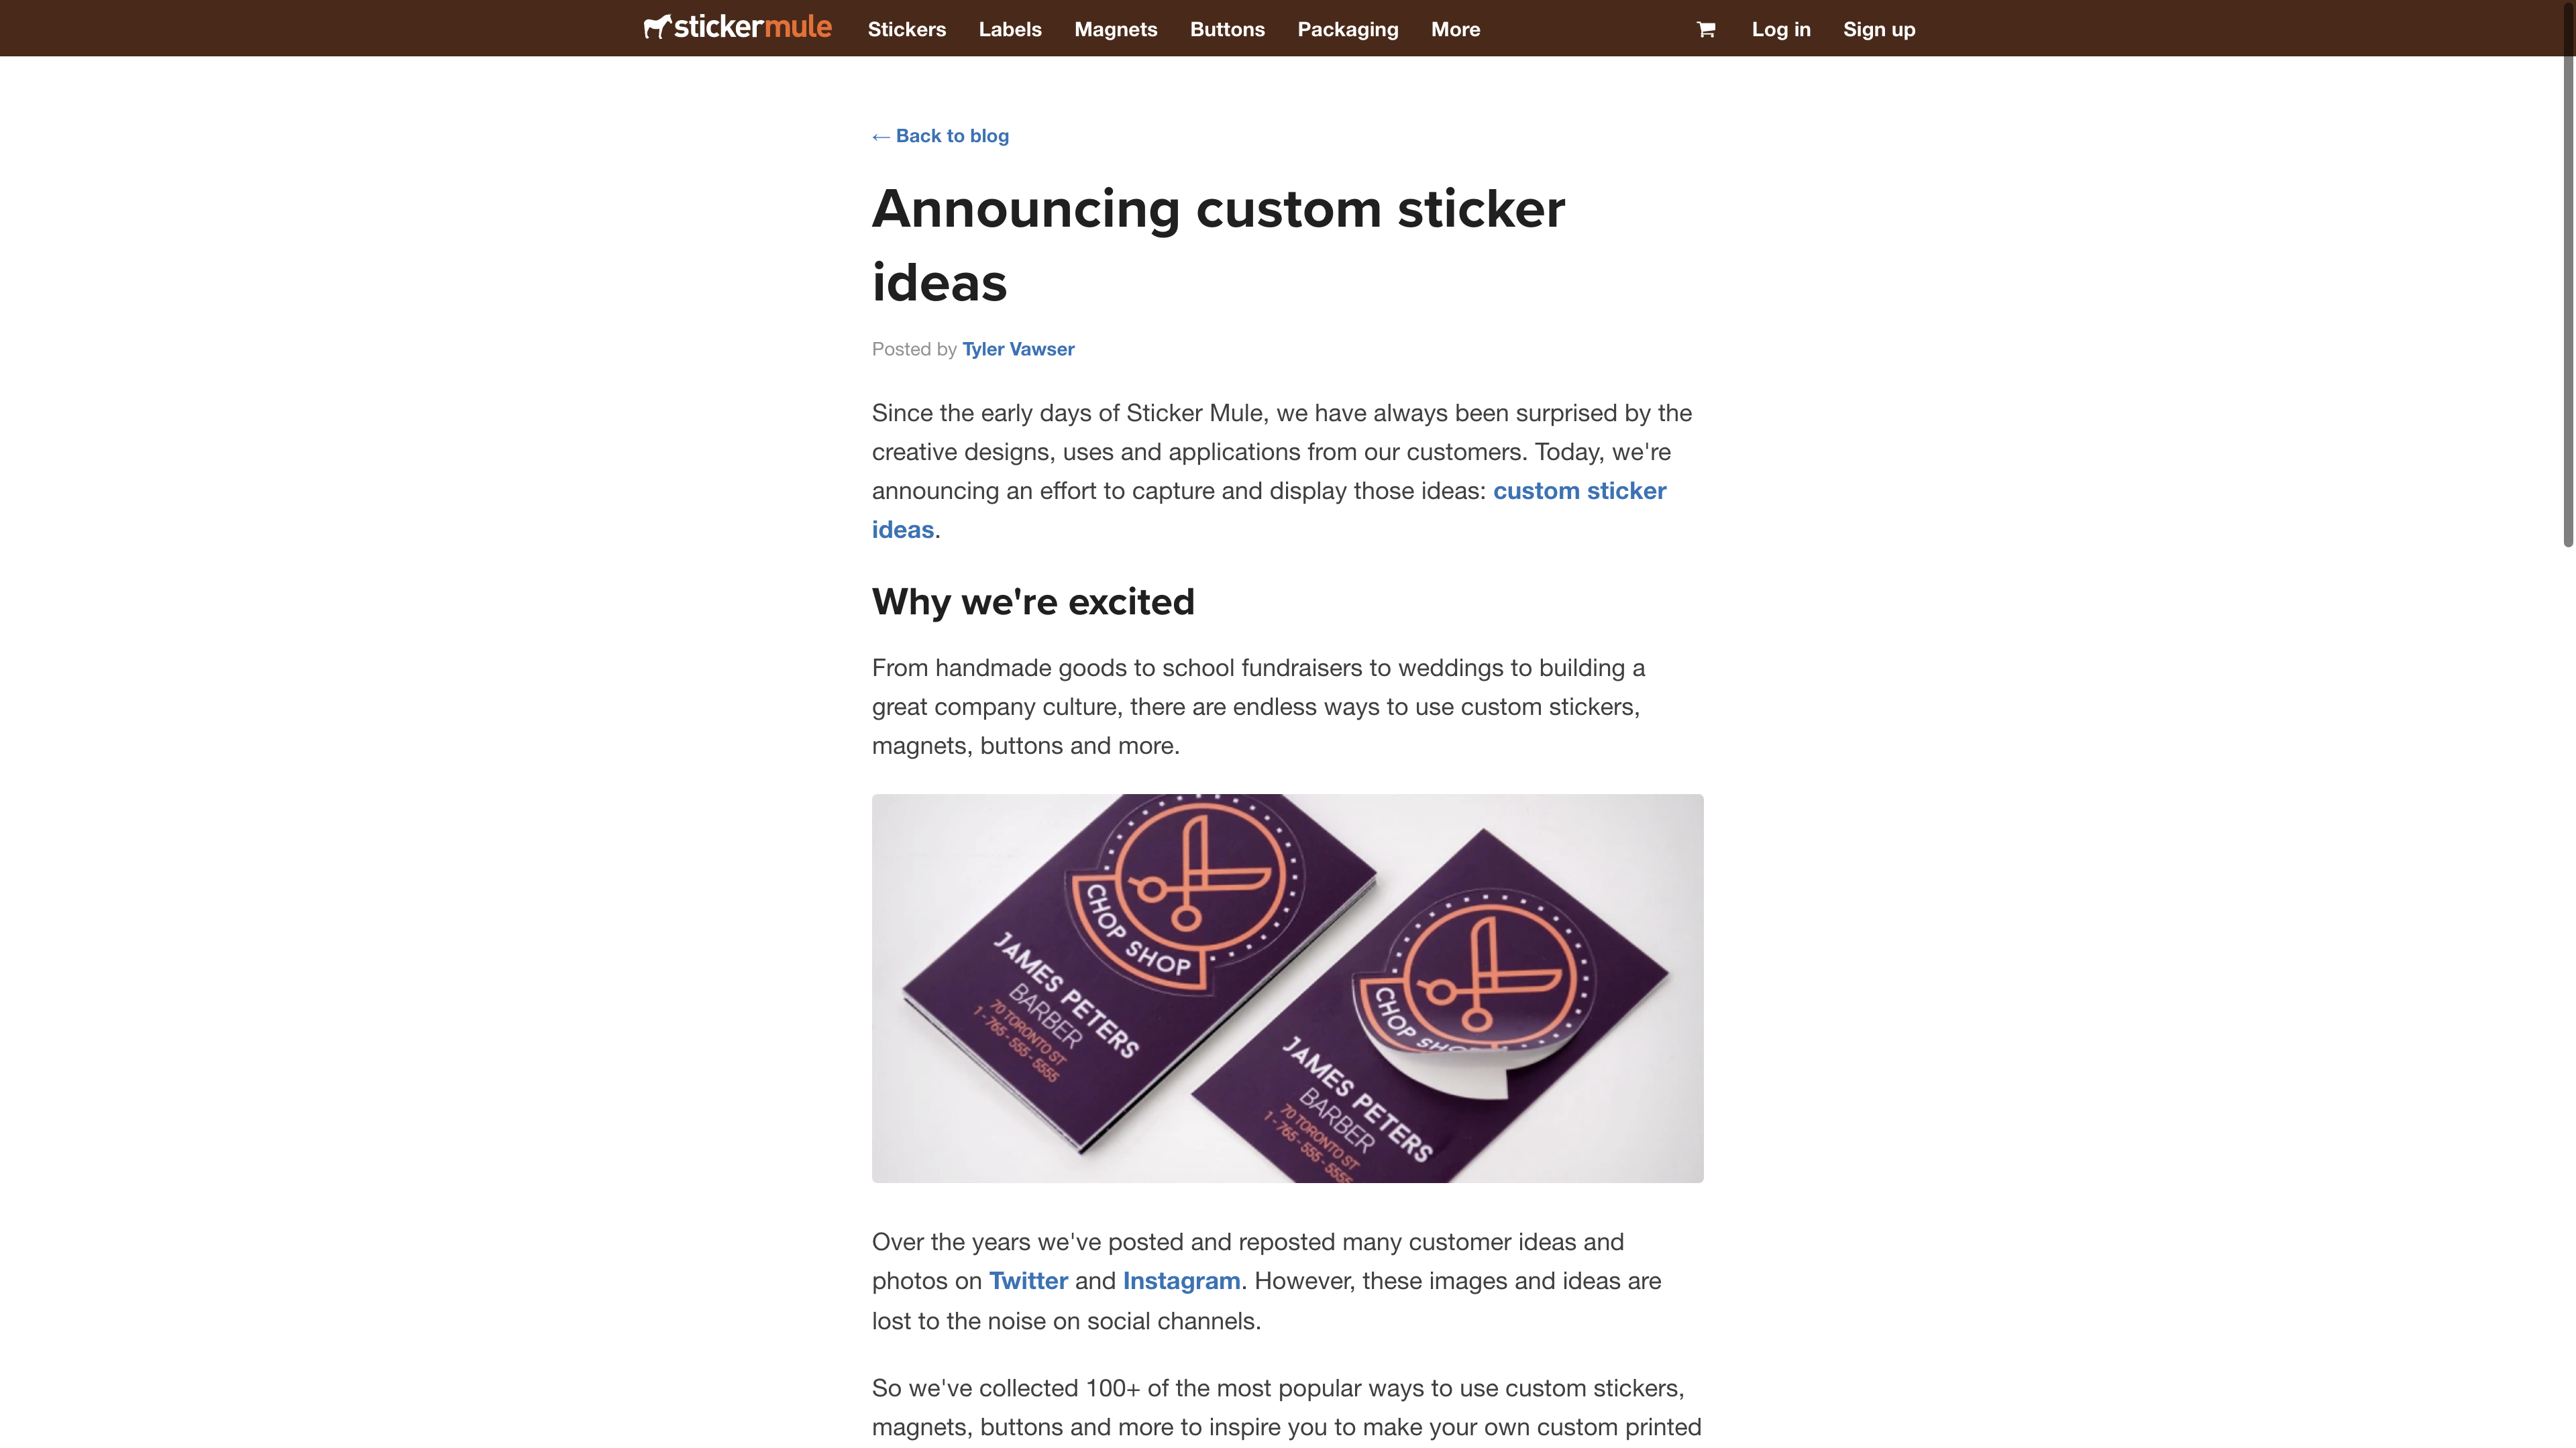 stickermule Stickers Labels Magnets Buttons Packaging More Log in Sign up
← Back to blog
Announcing custom sticker
ideas
Posted by Tyler Vawser
Since the early days of Sticker Mule, we have always been surprised by the
creative designs, uses and applications from our customers. Today, we're
announcing an effort to capture and display those ideas: custom sticker
ideas.
Why we're excited
From handmade goods to school fundraisers to weddings to building a
great company culture, there are endless ways to use custom stickers,
magnets, buttons and more.
CHOP SHOP
JAMES PETERS
BARBER
70 TORONTO ST
1-765-555-5555
CHOP SHOP
JAMES PETERS
BARBER
70 TORONTO ST
1-765-555-5555
Over the years we've posted and reposted many customer ideas and
photos on Twitter and Instagram. However, these images and ideas are
lost to the noise on social channels.
So we've collected 100+ of the most popular ways to use custom stickers,
magnets, buttons and more to inspire you to make your own custom printed